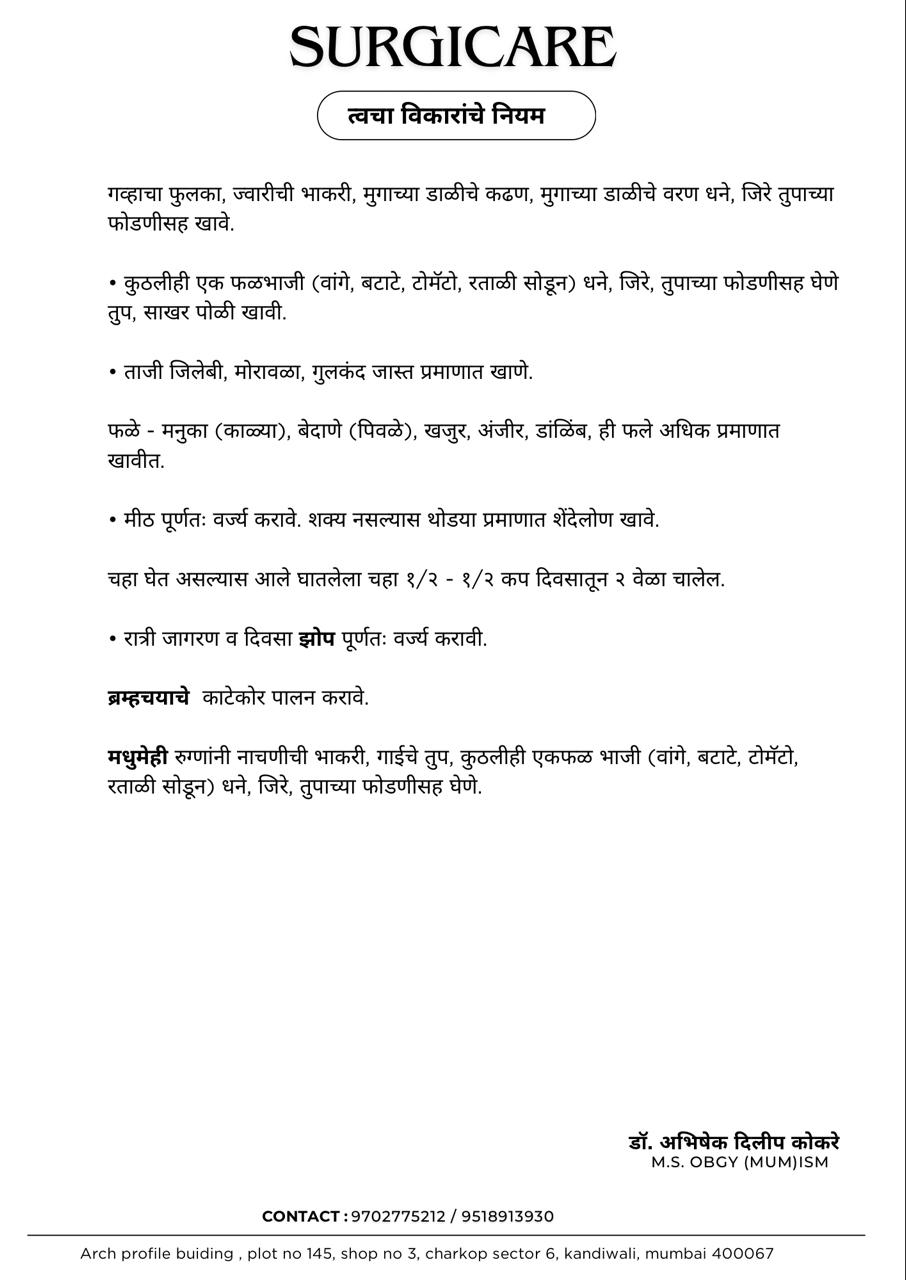 SURGICARE
त्वचा विकारांचे नियम
गव्हाचा फुलका, ज्वारीची भाकरी, मुगाच्या डाळीचे कढण, मुगाच्या डाळीचे वरण धने, जिरे तुपाच्या
फोडणीसह खावे.
• कुठलीही एक फळभाजी (वांगे, बटाटे, टोमॅटो, रताळी सोडून) धने, जिरे, तुपाच्या फोडणीसह घेणे
तुप, साखर पोळी खावी.
• ताजी जिलेबी, मोरावळा, गुलकंद जास्त प्रमाणात खाणे.
फळे - मनुका (काळ्या), बेदाणे (पिवळे), खजुर, अंजीर, डांळिंब, ही फले अधिक प्रमाणात
खावीत.
• मीठ पूर्णतः वर्ज्य करावे. शक्य नसल्यास थोडया प्रमाणात शेंदेलोण खावे.
चहा घेत असल्यास आले घातलेला चहा १/२ - १/२ कप दिवसातून २ वेळा चालेल.
• रात्री जागरण व दिवसा झोप पूर्णतः वर्ज्य करावी.
ब्रम्हचयाचे काटेकोर पालन करावे.
मधुमेही रुग्णांनी नाचणीची भाकरी, गाईचे तुप, कुठलीही एकफळ भाजी (वांगे, बटाटे, टोमॅटो,
रताळी सोडून) धने, जिरे, तुपाच्या फोडणीसह घेणे.
डॉ. अभिषेक दिलीप कोकरे
M.S. OBGY (MUM)ISM
CONTACT : 9702775212 / 9518913930
Arch profile buiding , plot no 145, shop no 3, charkop sector 6, kandiwali, mumbai 400067